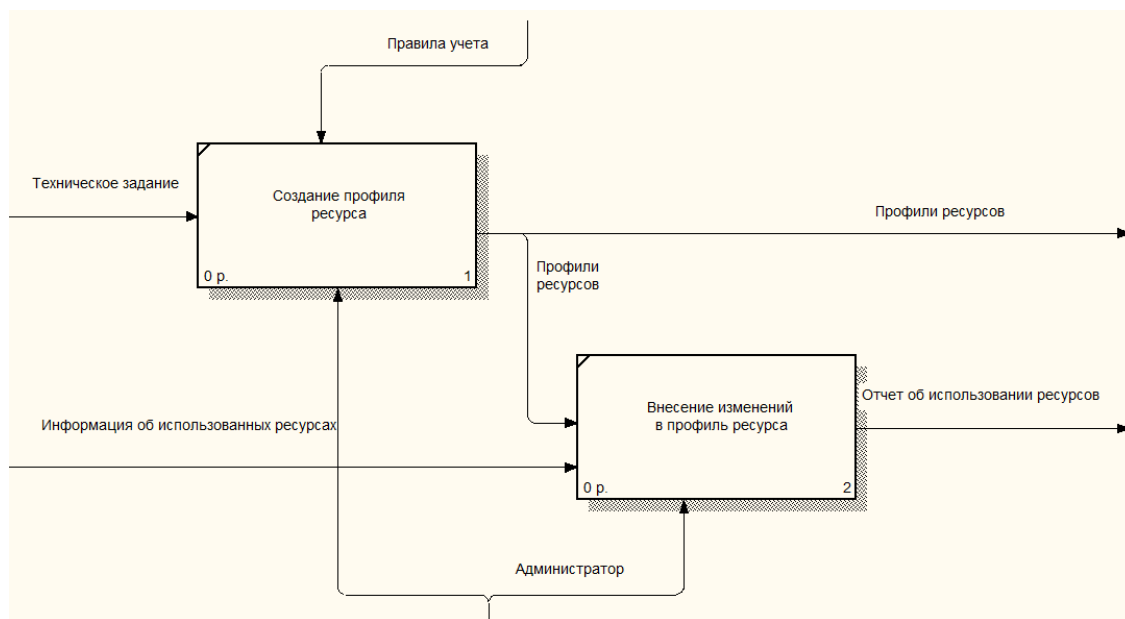 Правила учета
Техническое задание
Создание профиля
ресурса
0 р.
1
Профили ресурсов
Профили
ресурсов
Внесение изменений
в профиль ресурса
0 р.
2
Отчет об использовании ресурсов
Информация об использованных ресурсах
Администратор